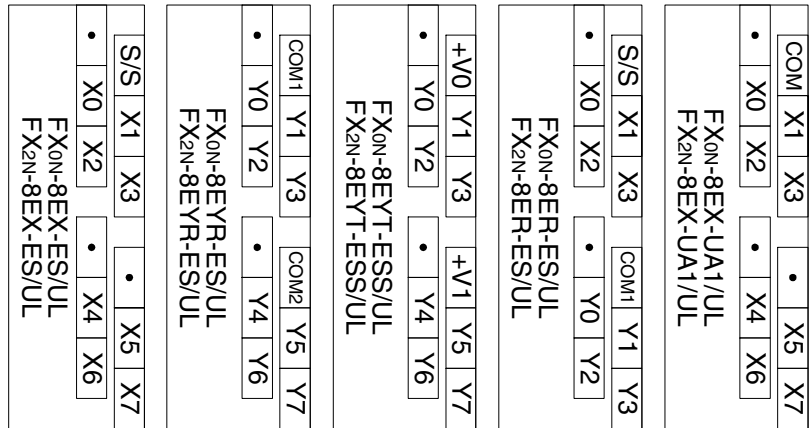 S/S X1 X3 • X5 X7
• X0 X2 • X4 X6
FX0N-8EX-ES/UL
FX2N-8EX-ES/UL
COM1 Y1 Y3 COM2 Y5 Y7
• Y0 Y2 • Y4 Y6
FX0N-8EYR-ES/UL
FX2N-8EYR-ES/UL
+V0 Y1 Y3 +V1 Y5 Y7
• Y0 Y2 • Y4 Y6
FX0N-8EYT-ESS/UL
FX2N-8EYT-ESS/UL
S/S X1 X3 COM1 Y1 Y3
• X0 X2 • Y0 Y2
FX0N-8ER-ES/UL
FX2N-8ER-ES/UL
COM X1 X3 • X5 X7
• X0 X2 • X4 X6
FX0N-8EX-UA1/UL
FX2N-8EX-UA1/UL